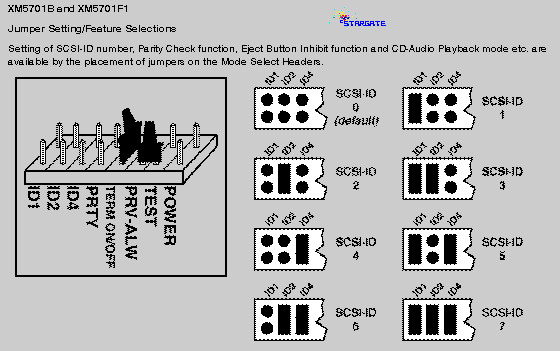 XM5701B and XM5701F1
STARGATE
Jumper Setting/Feature Selections
Setting of SCSI-ID number, Parity Check function, Eject Button Inhibit function and CD-Audio Playback mode etc. are
available by the placement of jumpers on the Mode Select Headers.
ID1
ID2
ID4
PRTY
TERM ON/OFF
PRV-ALW
TEST
POWER
ID1 ID2 ID4
SCSI-ID
0
(default)
ID1 ID2 ID4
SCSI-ID
1
ID1 ID2 ID4
SCSI-ID
2
ID1 ID2 ID4
SCSI-ID
3
ID1 ID2 ID4
SCSI-ID
4
ID1 ID2 ID4
SCSI-ID
5
ID1 ID2 ID4
SCSI-ID
6
ID1 ID2 ID4
SCSI-ID
7